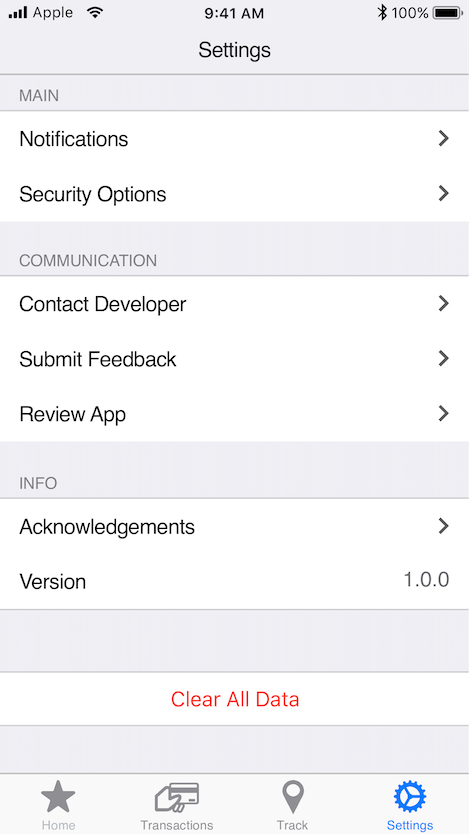 Apple 9:41 AM 100%
Settings
MAIN
Notifications
Security Options
COMMUNICATION
Contact Developer
Submit Feedback
Review App
INFO
Acknowledgements
Version 1.0.0
Clear All Data
Home Transactions Track Settings